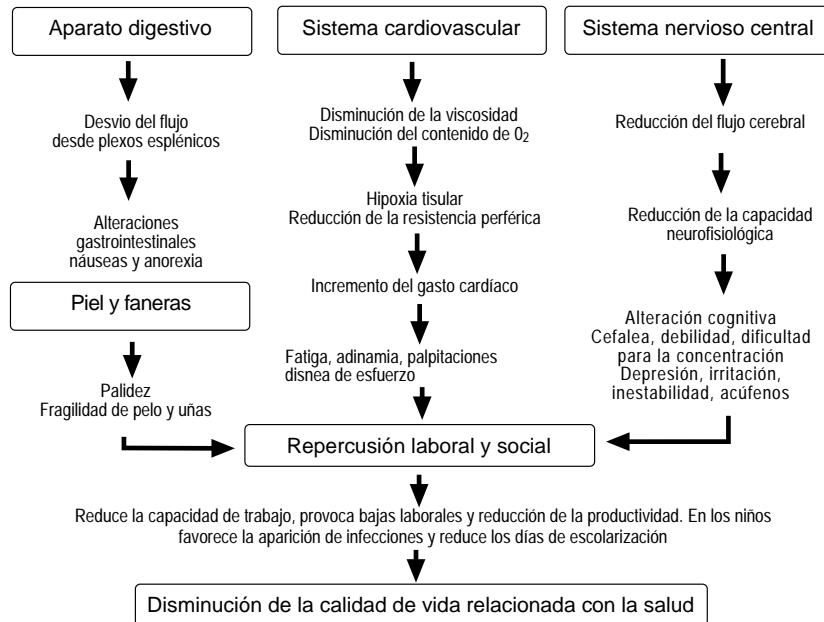 Aparato digestivo
Desvio del flujo
desde plexos esplénicos
Alteraciones
gastrointestinales
náuseas y anorexia
Piel y faneras
Palidez
Fragilidad de pelo y uñas
Sistema cardiovascular
Disminución de la viscosidad
Disminución del contenido de 0₂
Hipoxia tisular
Reducción de la resistencia perférica
Incremento del gasto cardíaco
Fatiga, adinamia, palpitaciones
disnea de esfuerzo
Sistema nervioso central
Reducción del flujo cerebral
Reducción de la capacidad
neurofisiológica
Alteración cognitiva
Cefalea, debilidad, dificultad
para la concentración
Depresión, irritación,
inestabilidad, acúfenos
Repercusión laboral y social
Reduce la capacidad de trabajo, provoca bajas laborales y reducción de la productividad. En los niños
favorece la aparición de infecciones y reduce los días de escolarización
Disminución de la calidad de vida relacionada con la salud